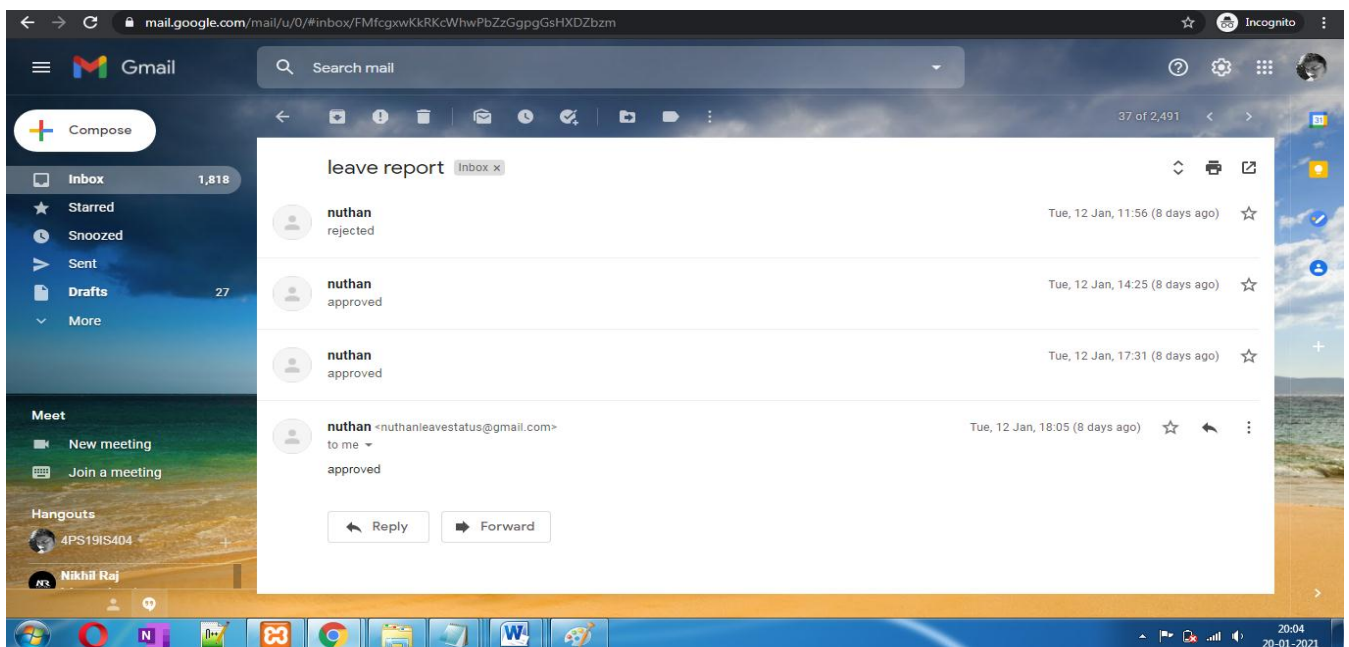 mail.google.com/mail/u/0/#inbox/FMfcgxwKkRKcWhwPbZzGgpgGsHXDZbzm
Incognito
Gmail
Search mail
Compose
37 of 2,491
31
leave report Inbox x
Inbox 1,818
Starred
Snoozed
Sent
Drafts 27
More
nuthan Tue, 12 Jan, 11:56 (8 days ago)
rejected
nuthan Tue, 12 Jan, 14:25 (8 days ago)
approved
nuthan Tue, 12 Jan, 17:31 (8 days ago)
approved
nuthan <nuthanleavestatus@gmail.com> Tue, 12 Jan, 18:05 (8 days ago)
to me
approved
Reply Forward
Meet
New meeting
Join a meeting
Hangouts
4PS19IS404
Nikhil Raj
20:04
20-01-2021